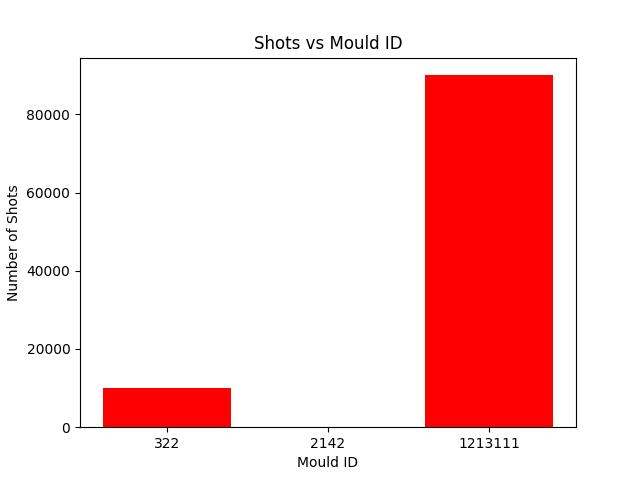 Shots vs Mould ID
Number of Shots
80000
60000
40000
20000
0
322 2142 1213111
Mould ID